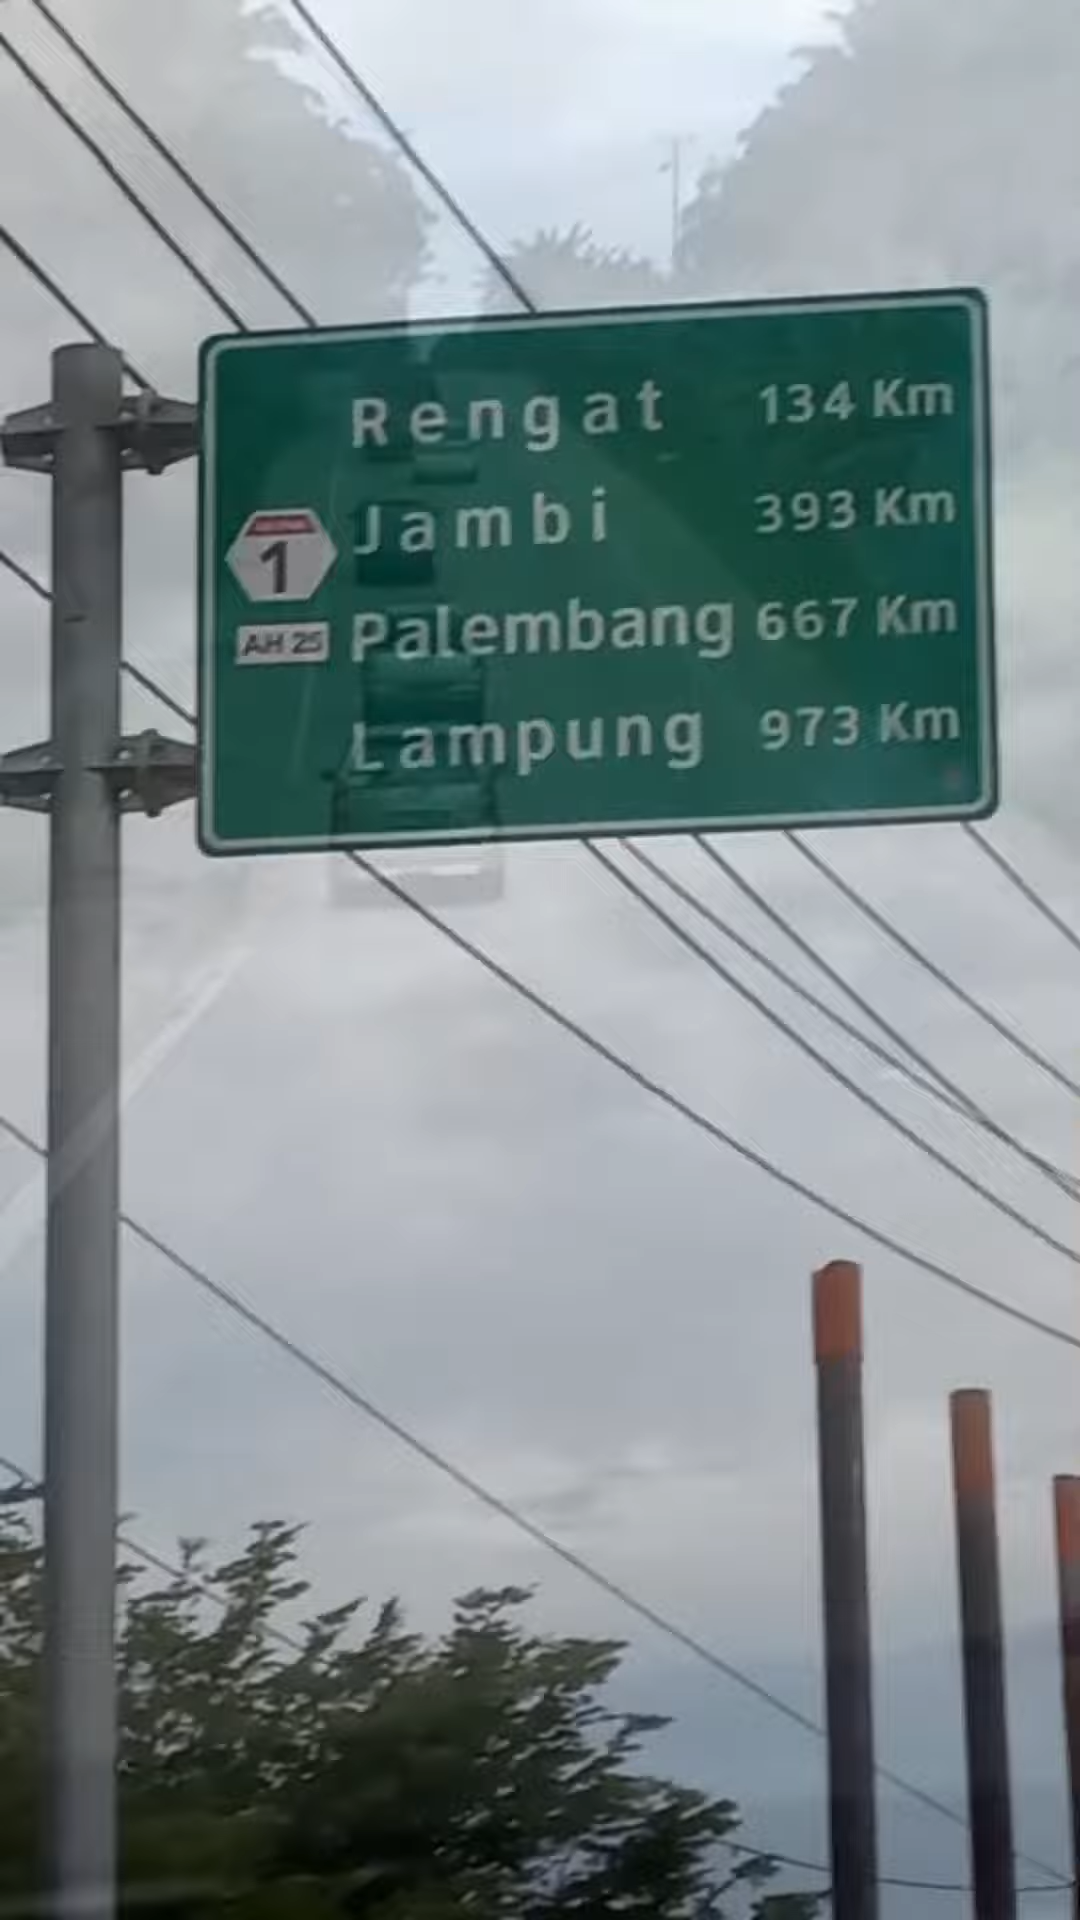 Rengat 134 Km
Jambi 393 Km
1
AH 25
Palembang 667 Km
Lampung 973 Km